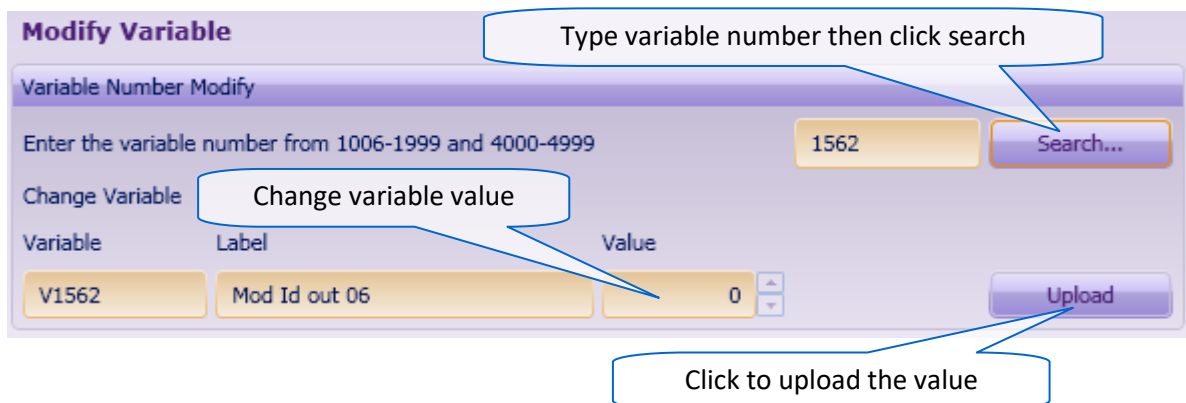 Modify Variable
Type variable number then click search
Variable Number Modify
Enter the variable number from 1006-1999 and 4000-4999 1562 Search...
Change Variable
Change variable value
Variable Label Value
V1562 Mod Id out 06 0 Upload
Click to upload the value